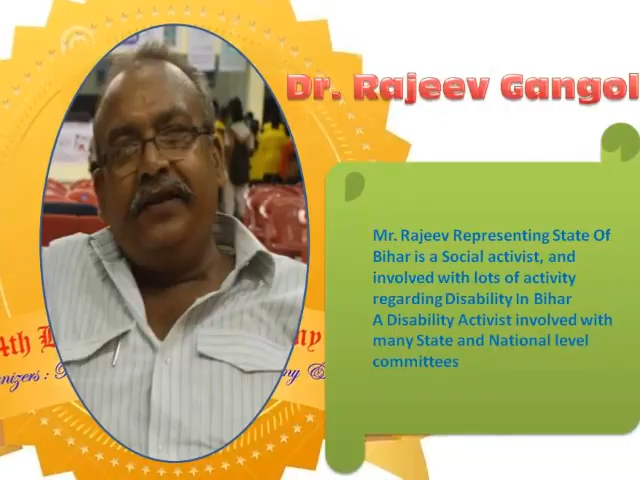 Dr. Rajeev Gangol
Mr. Rajeev Representing State Of
Bihar is a Social activist, and
involved with lots of activity
regarding Disability In Bihar
A Disability Activist involved with
many State and National level
committees
4th